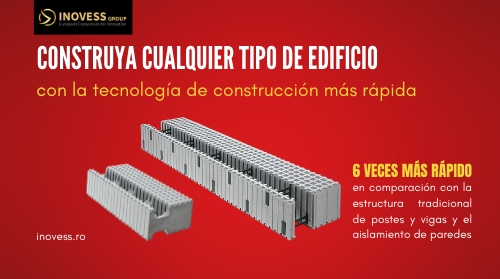 INOVESS GROUP
European Consortium for Innovation
CONSTRUYA CUALQUIER TIPO DE EDIFICIO
con la tecnología de construcción más rápida
6 VECES MÁS RÁPIDO
en comparación con la
estructura tradicional
de postes y vigas y el
aislamiento de paredes
inovess.ro